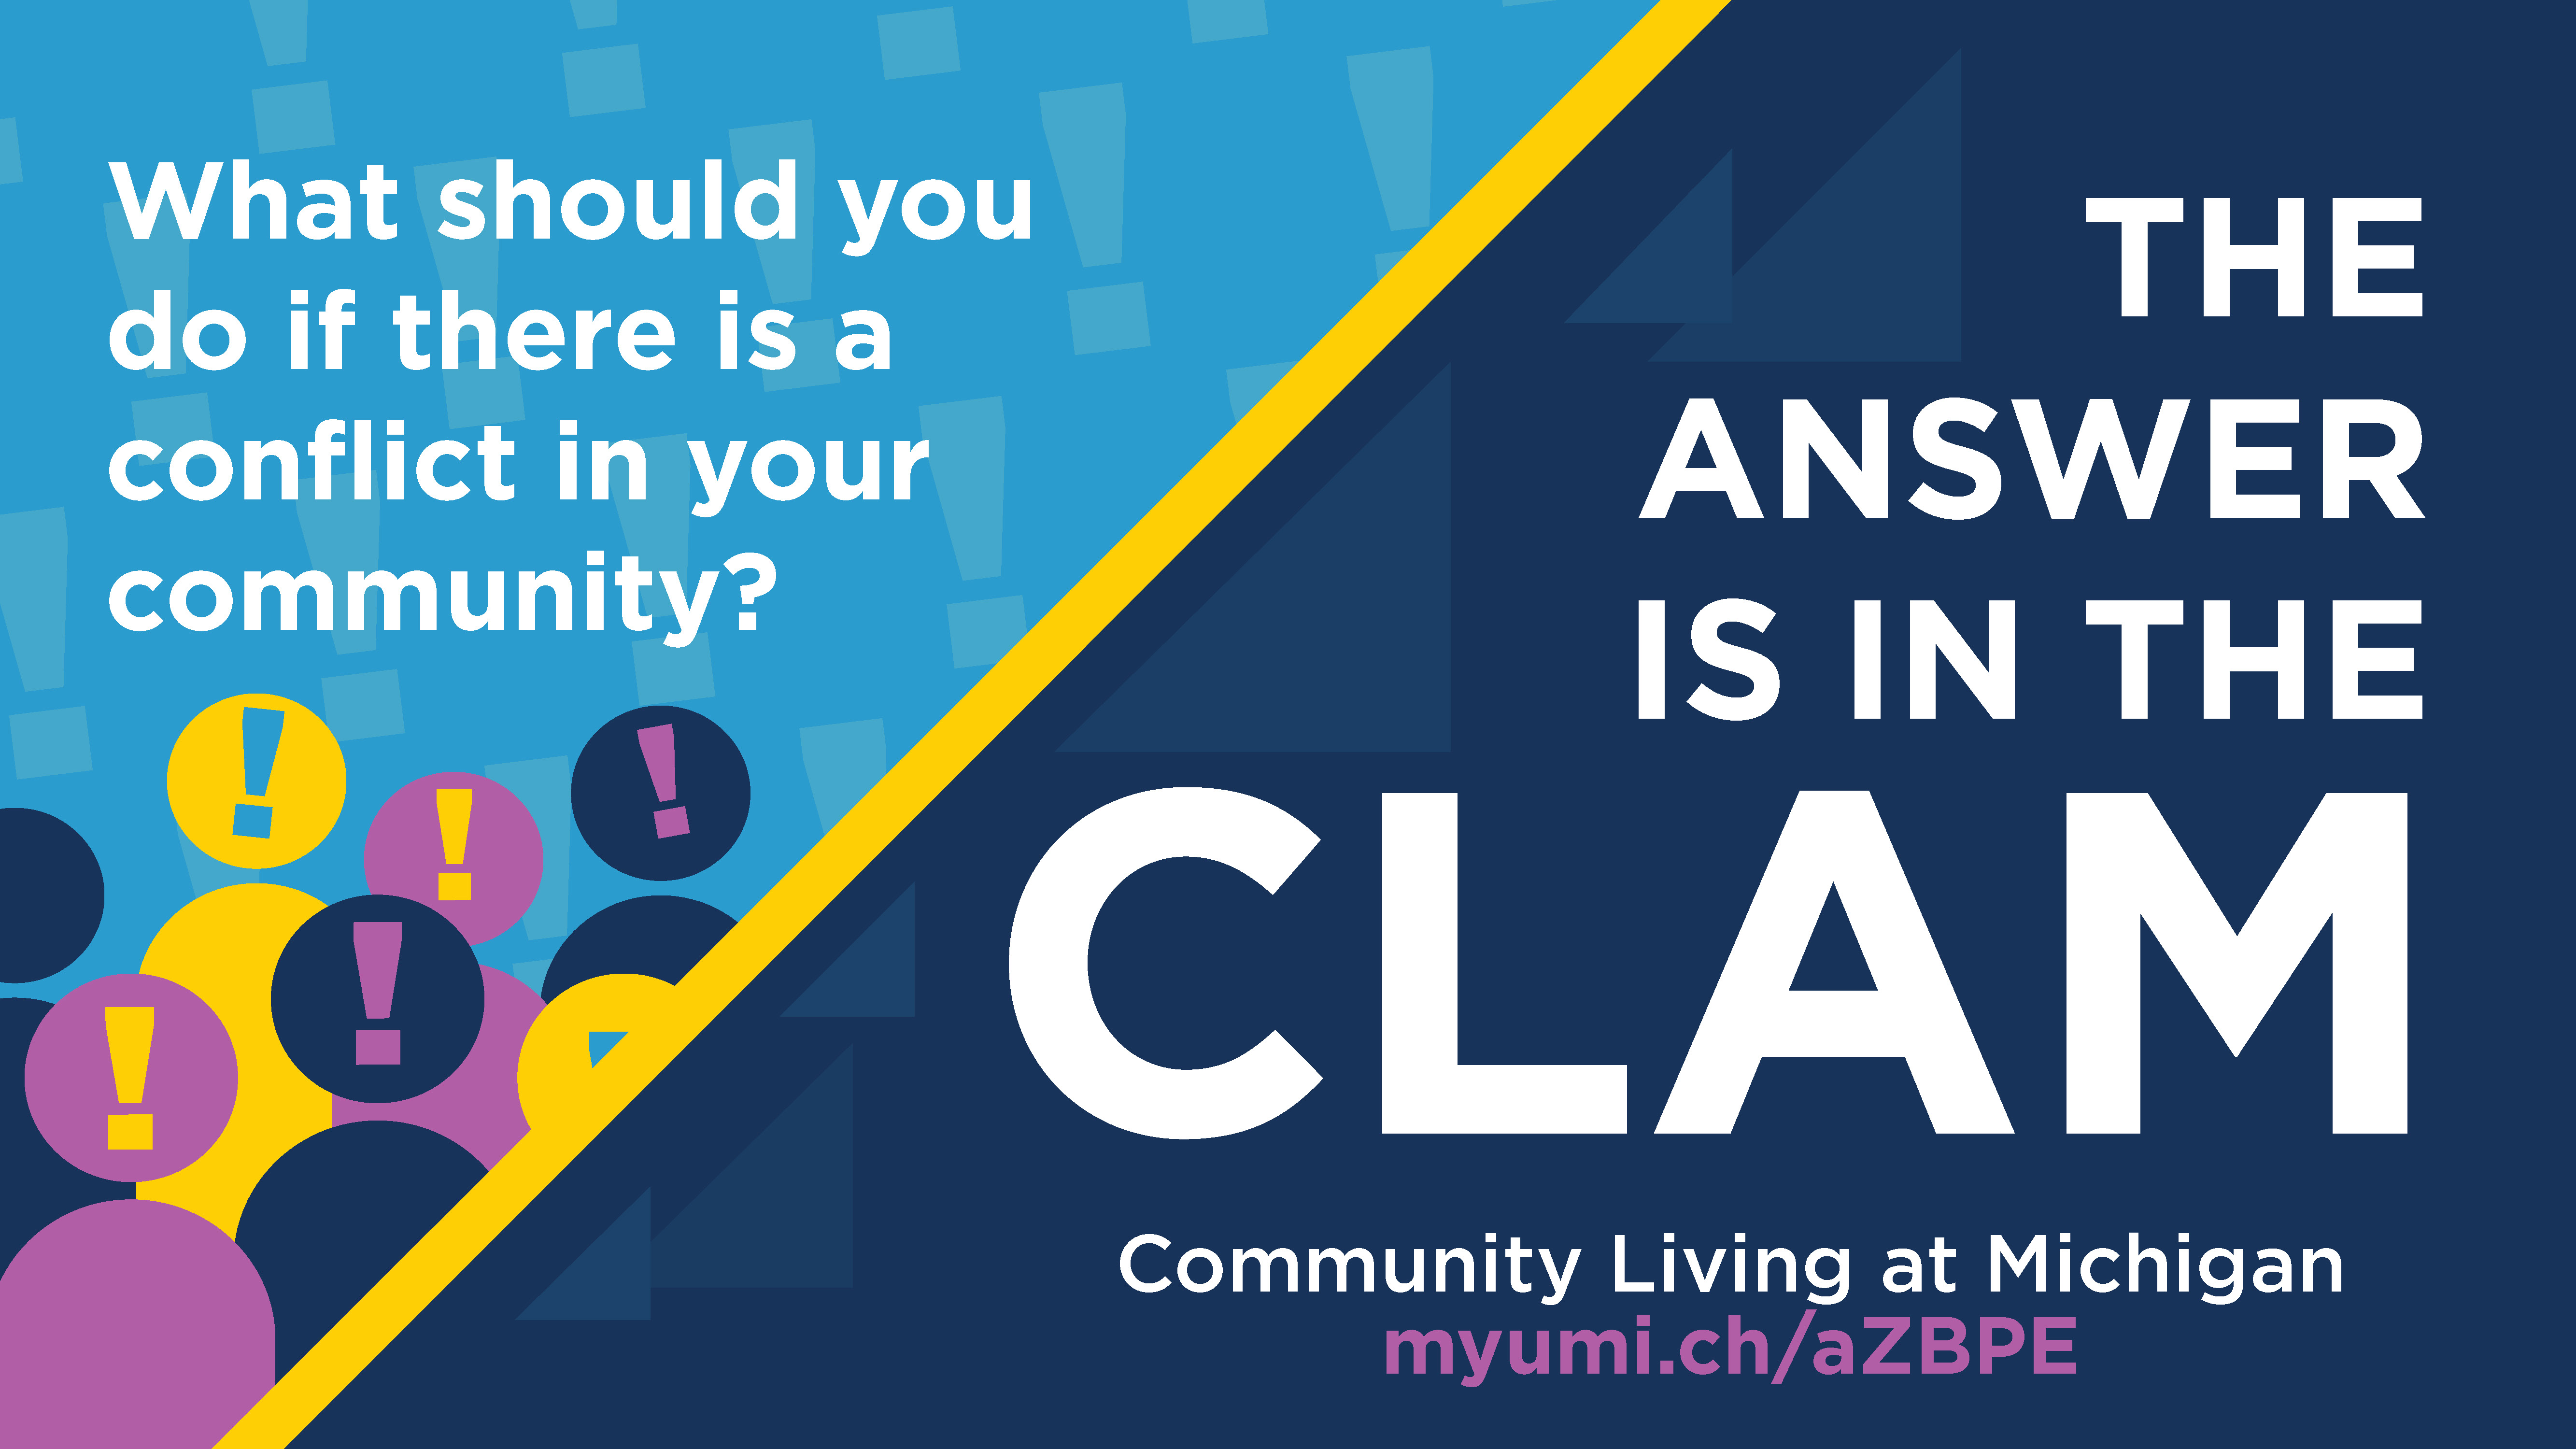 What should you
do if there is a
conflict in your
community?
!
!
!
!
!
THE
ANSWER
IS IN THE
CLAM
Community Living at Michigan
myumi.ch/aZBPE